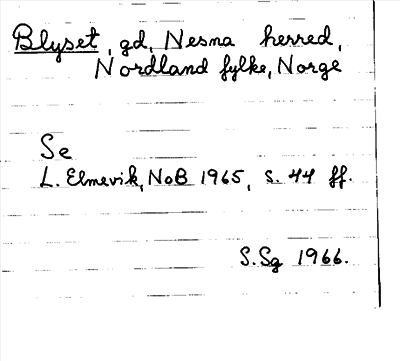 Blyset, gd, Nesna herred,
Nordland fylke, Norge
Se
L. Elmevik, NoB 1965, s. 44 ff.
S.Sg 1966.